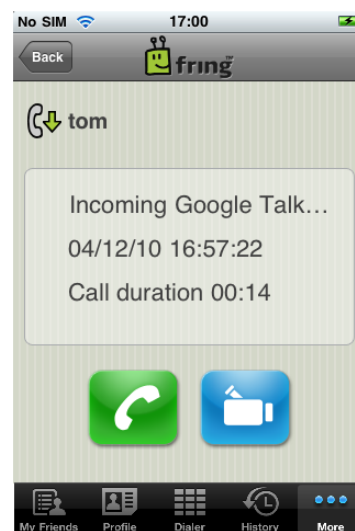 No SIM 17:00
Back fring™
tom
Incoming Google Talk...
04/12/10 16:57:22
Call duration 00:14
My Friends Profile Dialer History More